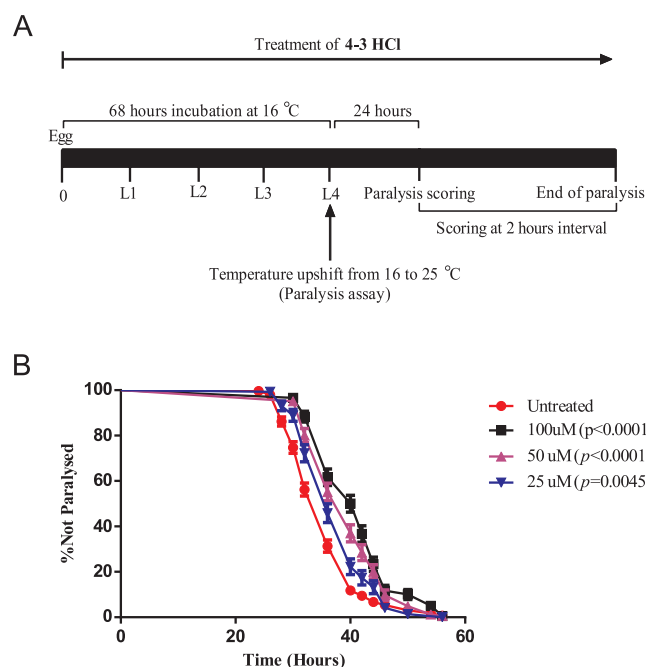 A
Treatment of 4-3 HCl
68 hours incubation at 16 °C
24 hours
Egg
0
L1
L2
L3
L4
Paralysis scoring
End of paralysis
Scoring at 2 hours interval
Temperature upshift from 16 to 25 °C
(Paralysis assay)
B
100
80
60
40
20
0
%Not Paralysed
0
20
40
60
Time (Hours)
Untreated
100uM (p<0.0001
50 uM (p<0.0001
25 uM (p=0.0045